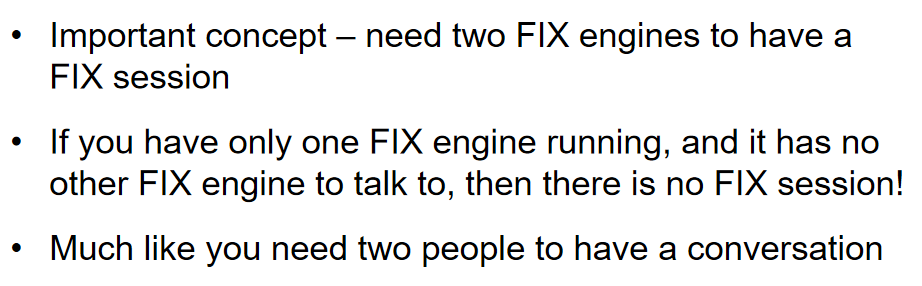 • Important concept – need two FIX engines to have a
FIX session
• If you have only one FIX engine running, and it has no
other FIX engine to talk to, then there is no FIX session!
• Much like you need two people to have a conversation